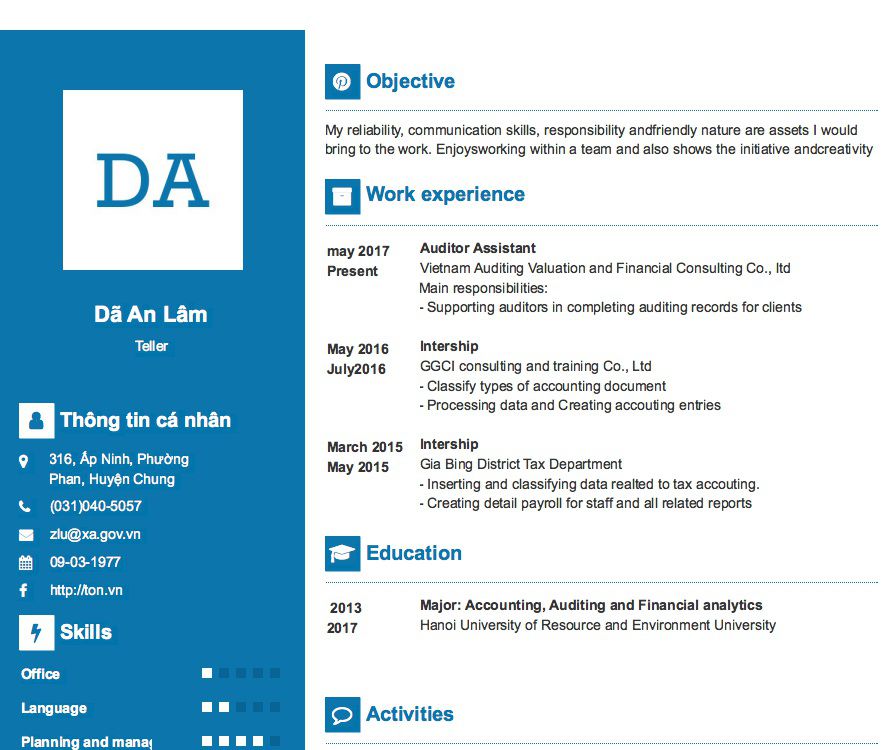 DA
Dã An Lâm
Teller
Thông tin cá nhân
316, Ấp Ninh, Phường
Phan, Huyện Chung
(031)040-5057
zlu@xa.gov.vn
09-03-1977
http://ton.vn
Skills
Office
Language
Planning and manag
Objective
My reliability, communication skills, responsibility andfriendly nature are assets I would
bring to the work. Enjoysworking within a team and also shows the initiative andcreativity
Work experience
may 2017
Present
Auditor Assistant
Vietnam Auditing Valuation and Financial Consulting Co., ltd
Main responsibilities:
- Supporting auditors in completing auditing records for clients
May 2016
July2016
Intership
GGCI consulting and training Co., Ltd
- Classify types of accounting document
- Processing data and Creating accouting entries
March 2015
May 2015
Intership
Gia Bing District Tax Department
- Inserting and classifying data realted to tax accouting.
- Creating detail payroll for staff and all related reports
Education
2013
2017
Major: Accounting, Auditing and Financial analytics
Hanoi University of Resource and Environment University
Activities